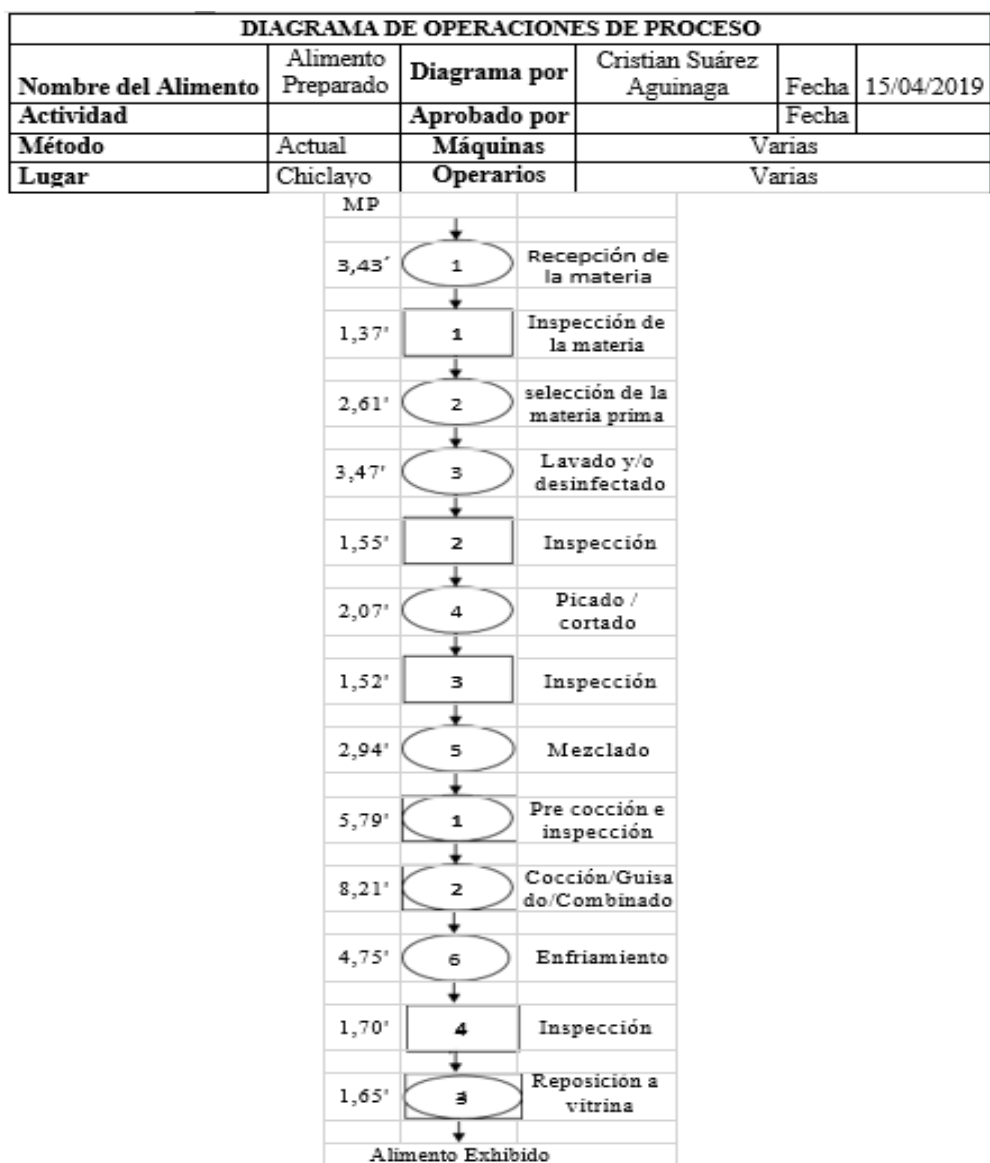 DIAGRAMA DE OPERACIONES DE PROCESO
Nombre del Alimento Alimento Preparado Diagrama por Cristian Suárez Aguinaga Fecha 15/04/2019
Actividad Aprobado por Fecha
Método Actual Máquinas Varias
Lugar Chiclayo Operarios Varias
MP
3,43´ 1 Recepción de la materia
1,37' 1 Inspección de la materia
2,61' 2 selección de la materia prima
3,47' 3 Lavado y/o desinfectado
1,55' 2 Inspección
2,07' 4 Picado / cortado
1,52' 3 Inspección
2,94' 5 Mezclado
5,79' 1 Pre cocción e inspección
8,21' 2 Cocción/Guisado/Combinado
4,75' 6 Enfriamiento
1,70' 4 Inspección
1,65' 3 Reposición a vitrina
Alimento Exhibido